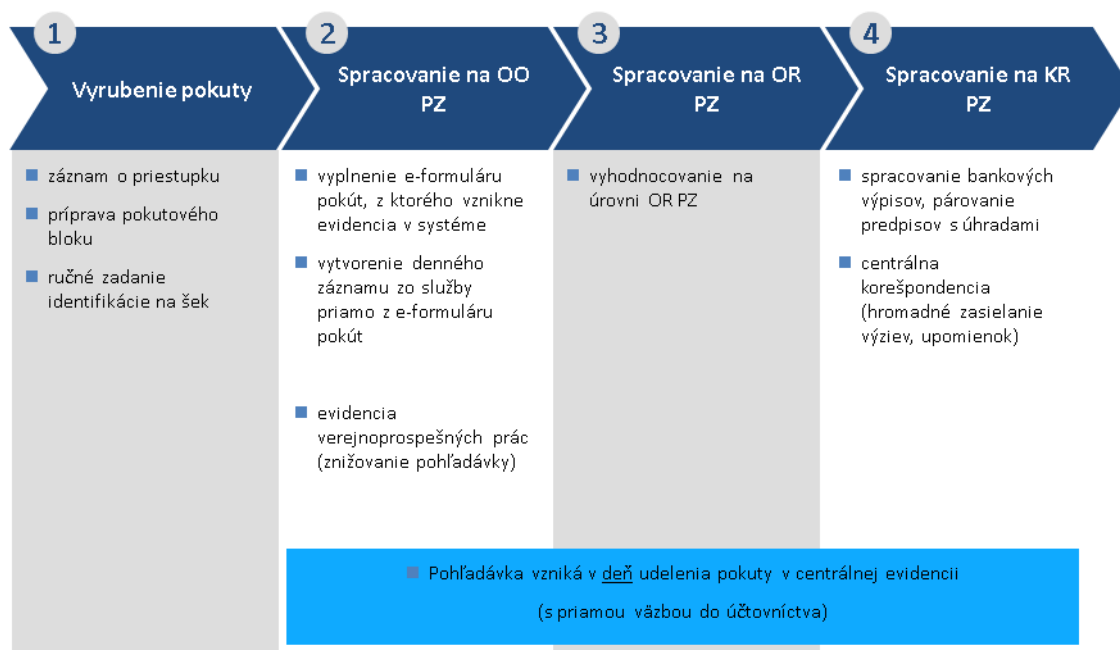 1
Vyrubenie pokuty
záznam o priestupku
príprava pokutového
bloku
ručné zadanie
identifikácie na šek
2
Spracovanie na OO
PZ
vyplnenie e-formuláru
pokút, z ktorého vznikne
evidencia v systéme
vytvorenie denného
záznamu zo služby
priamo z e-formuláru
pokút
evidencia
verejnoprospešných prác
(znižovanie pohľadávky)
3
Spracovanie na OR
PZ
vyhodnocovanie na
úrovni OR PZ
4
Spracovanie na KR
PZ
spracovanie bankových
výpisov, párovanie
predpisov s úhradami
centrálna
korešpondencia
(hromadné zasielanie
výziev, upomienok)
Pohľadávka vzniká v deň udelenia pokuty v centrálnej evidencii
(s priamou väzbou do účtovníctva)